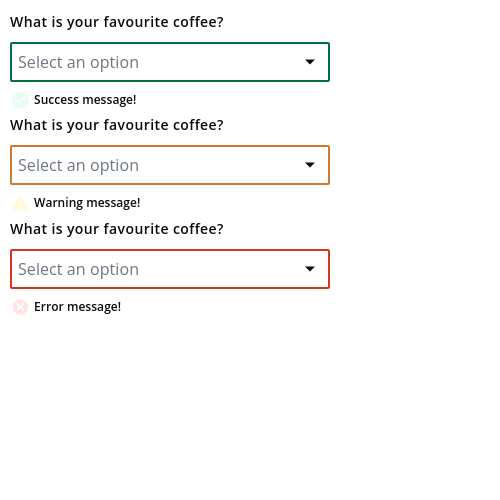 What is your favourite coffee?
Select an option
Success message!
What is your favourite coffee?
Select an option
Warning message!
What is your favourite coffee?
Select an option
Error message!